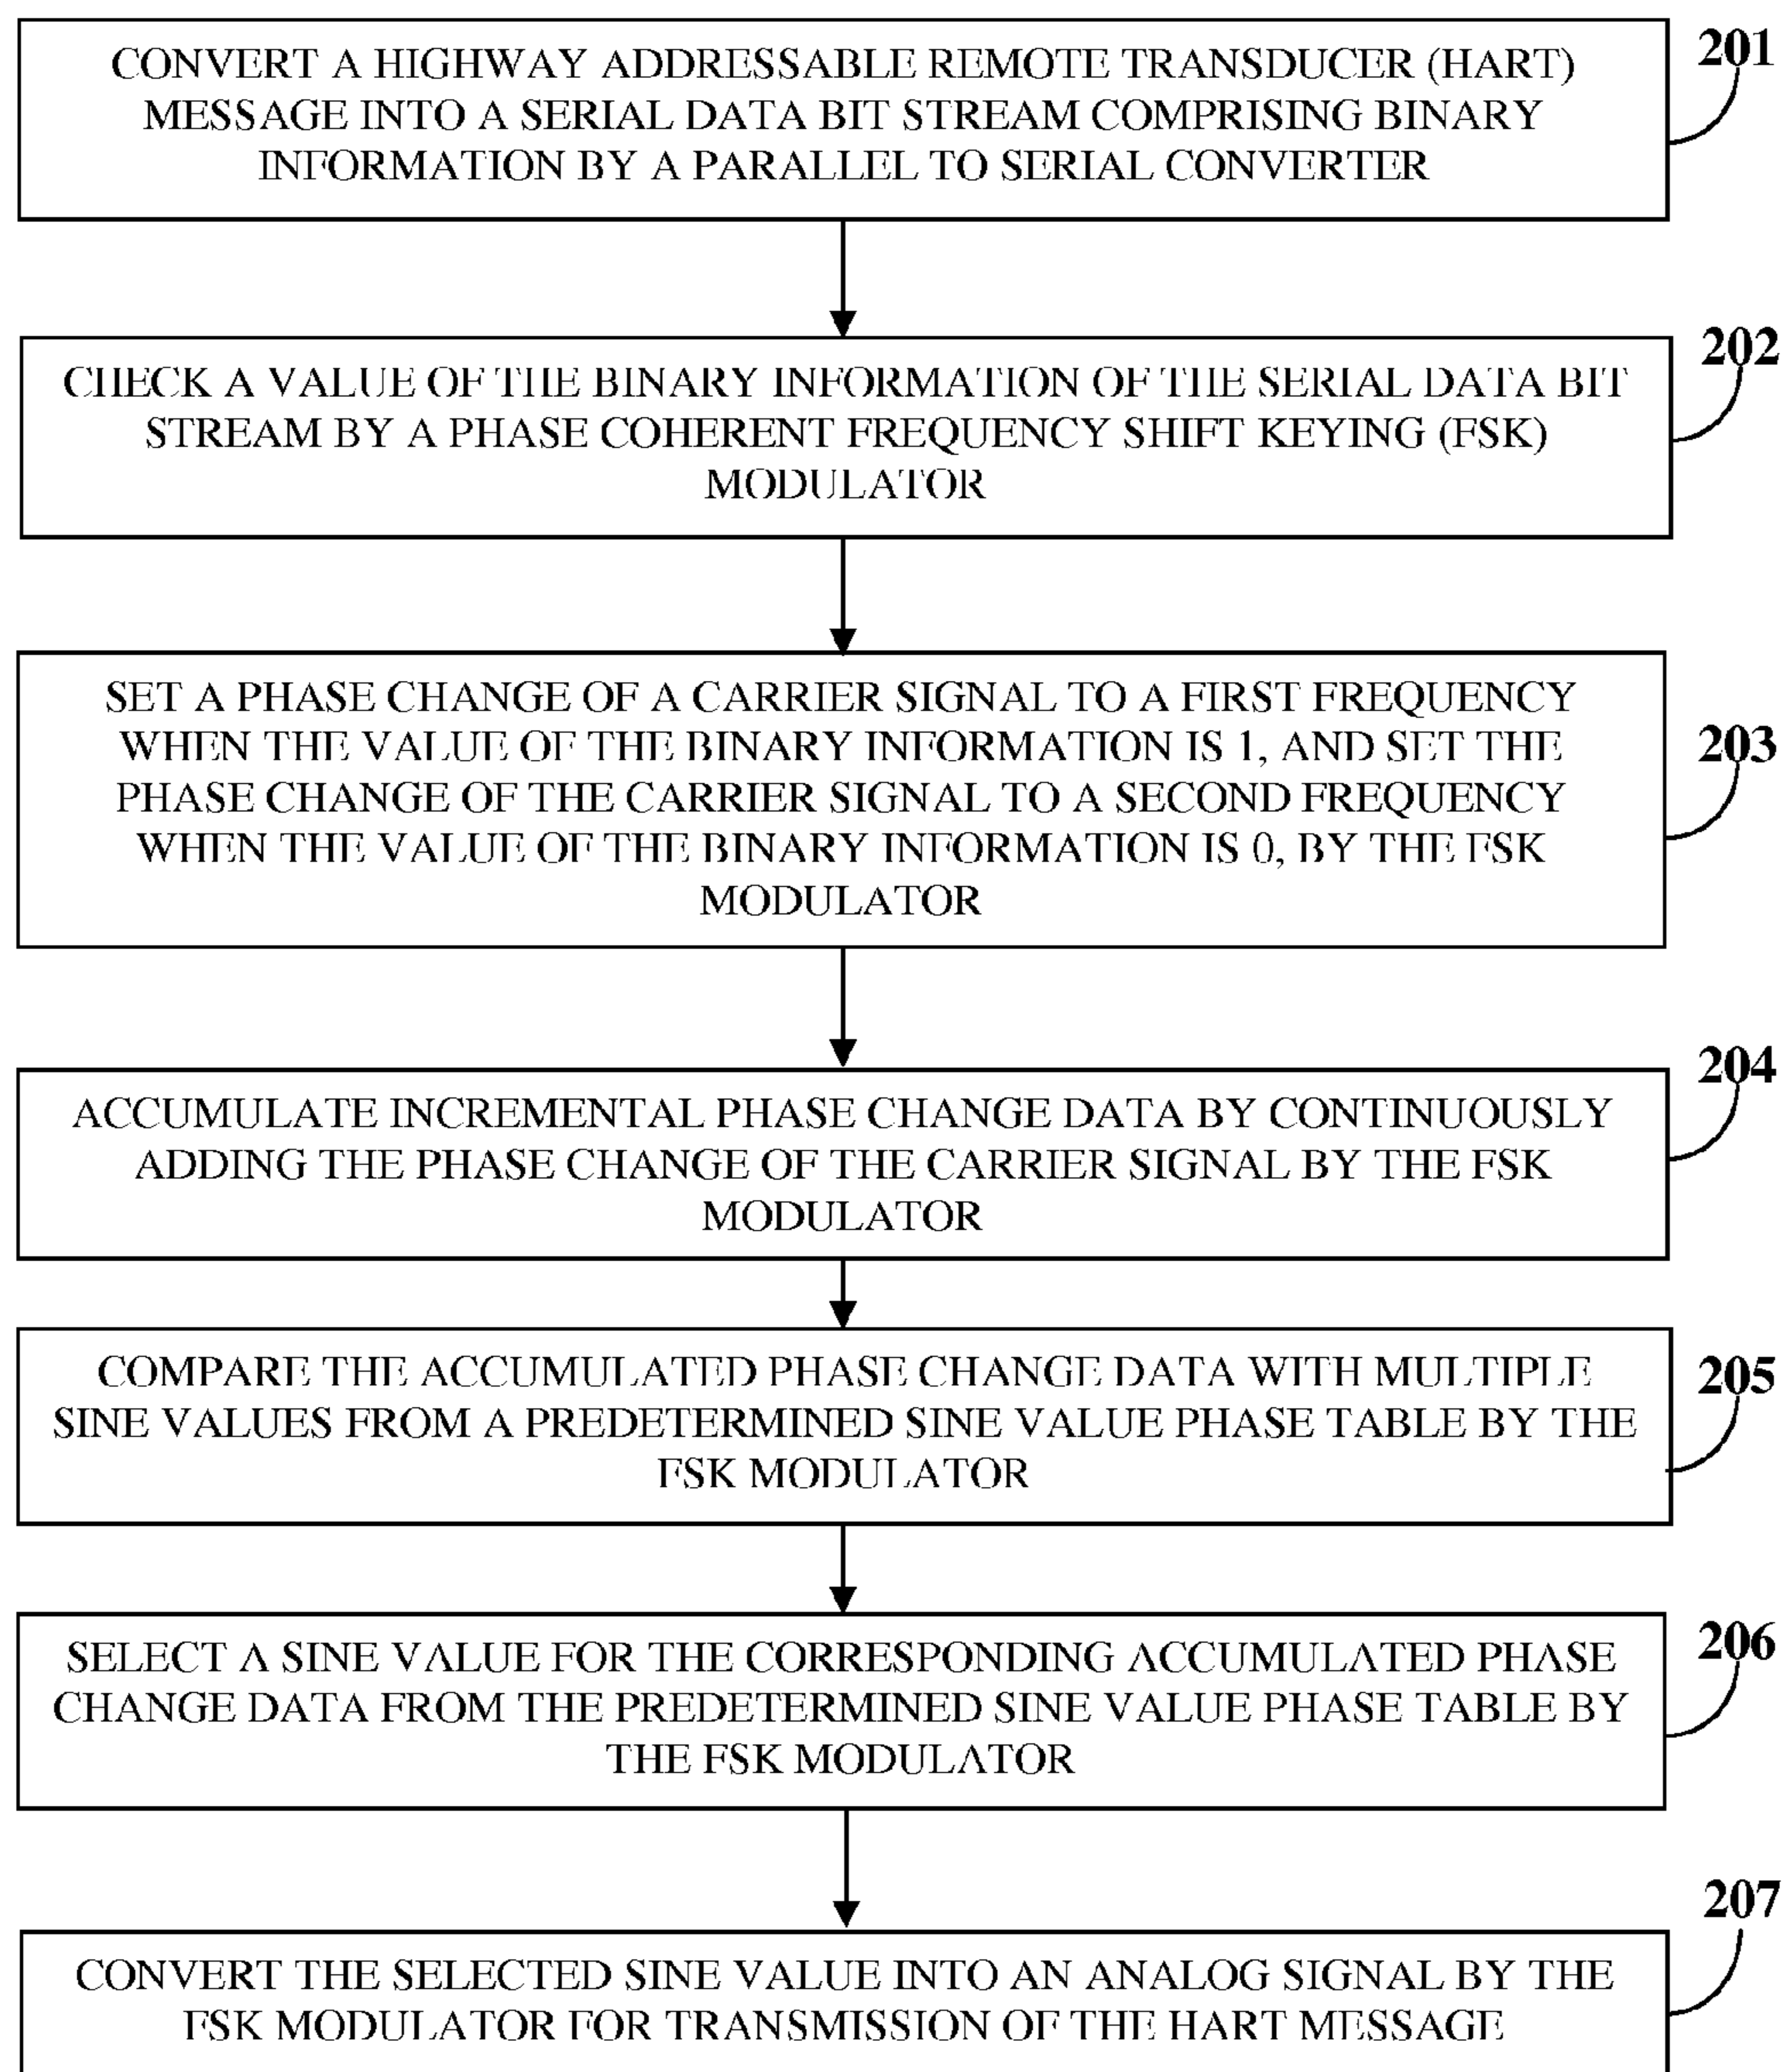 CONVERT A HIGHWAY ADDRESSABLE REMOTE TRANSDUCER (HART)
MESSAGE INTO A SERIAL DATA BIT STREAM COMPRISING BINARY
INFORMATION BY A PARALLEL TO SERIAL CONVERTER
201
CHECK A VALUE OF THE BINARY INFORMATION OF THE SERIAL DATA BIT
STREAM BY A PHASE COHERENT FREQUENCY SHIFT KEYING (FSK)
MODULATOR
202
SET A PHASE CHANGE OF A CARRIER SIGNAL TO A FIRST FREQUENCY
WHEN THE VALUE OF THE BINARY INFORMATION IS 1, AND SET THE
PHASE CHANGE OF THE CARRIER SIGNAL TO A SECOND FREQUENCY
WHEN THE VALUE OF THE BINARY INFORMATION IS 0, BY THE FSK
MODULATOR
203
ACCUMULATE INCREMENTAL PHASE CHANGE DATA BY CONTINUOUSLY
ADDING THE PHASE CHANGE OF THE CARRIER SIGNAL BY THE FSK
MODULATOR
204
COMPARE THE ACCUMULATED PHASE CHANGE DATA WITH MULTIPLE
SINE VALUES FROM A PREDETERMINED SINE VALUE PHASE TABLE BY THE
FSK MODULATOR
205
SELECT A SINE VALUE FOR THE CORRESPONDING ACCUMULATED PHASE
CHANGE DATA FROM THE PREDETERMINED SINE VALUE PHASE TABLE BY
THE FSK MODULATOR
206
CONVERT THE SELECTED SINE VALUE INTO AN ANALOG SIGNAL BY THE
FSK MODULATOR FOR TRANSMISSION OF THE HART MESSAGE
207